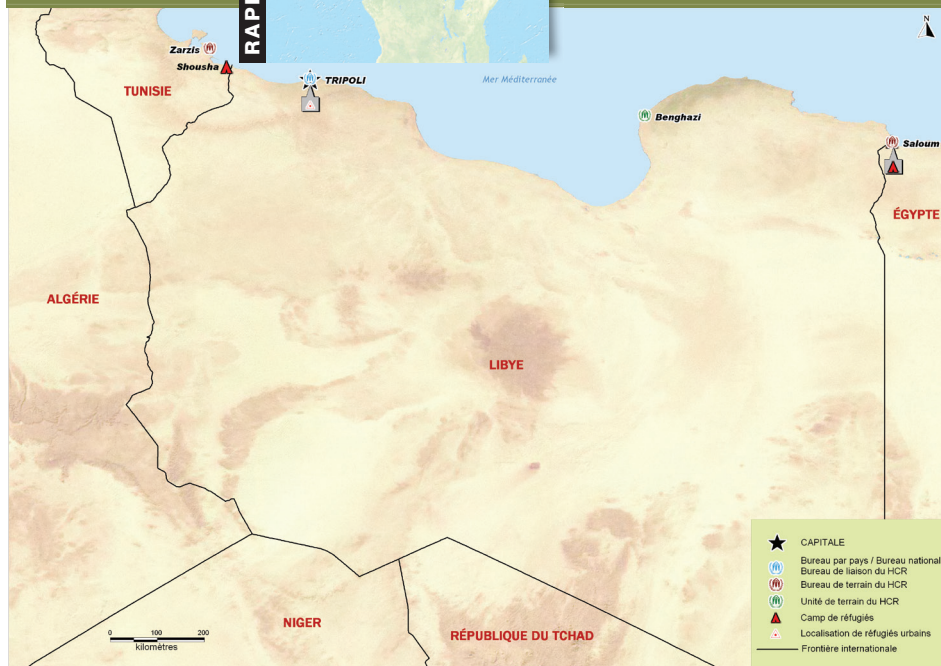 RAP
N
Zarzis
Shousha
TRIPOLI
Mer Méditerranée
TUNISIE
Benghazi
Saloum
ÉGYPTE
ALGÉRIE
LIBYE
NIGER
RÉPUBLIQUE DU TCHAD
0 100 200
kilomètres
CAPITALE
Bureau par pays / Bureau national
Bureau de liaison du HCR
Bureau de terrain du HCR
Unité de terrain du HCR
Camp de réfugiés
Localisation de réfugiés urbains
Frontière internationale